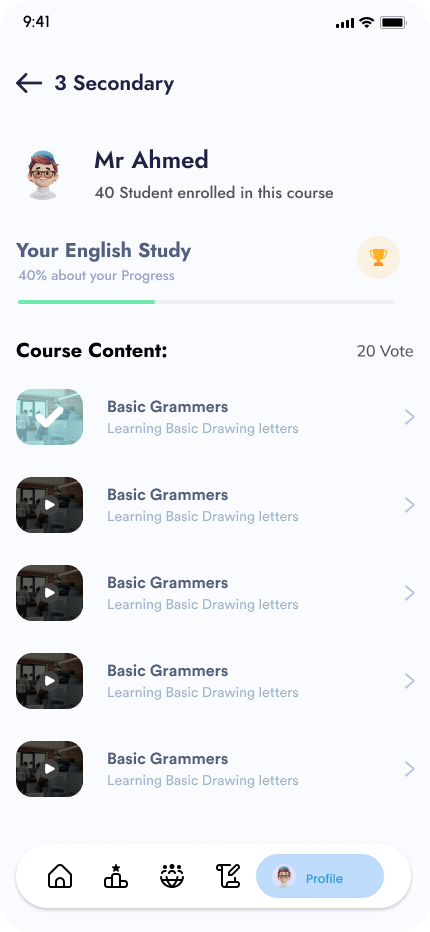 9:41
3 Secondary
Mr Ahmed
40 Student enrolled in this course
Your English Study
40% about your Progress
Course Content:
20 Vote
Basic Grammers
Learning Basic Drawing letters
Basic Grammers
Learning Basic Drawing letters
Basic Grammers
Learning Basic Drawing letters
Basic Grammers
Learning Basic Drawing letters
Basic Grammers
Learning Basic Drawing letters
Profile